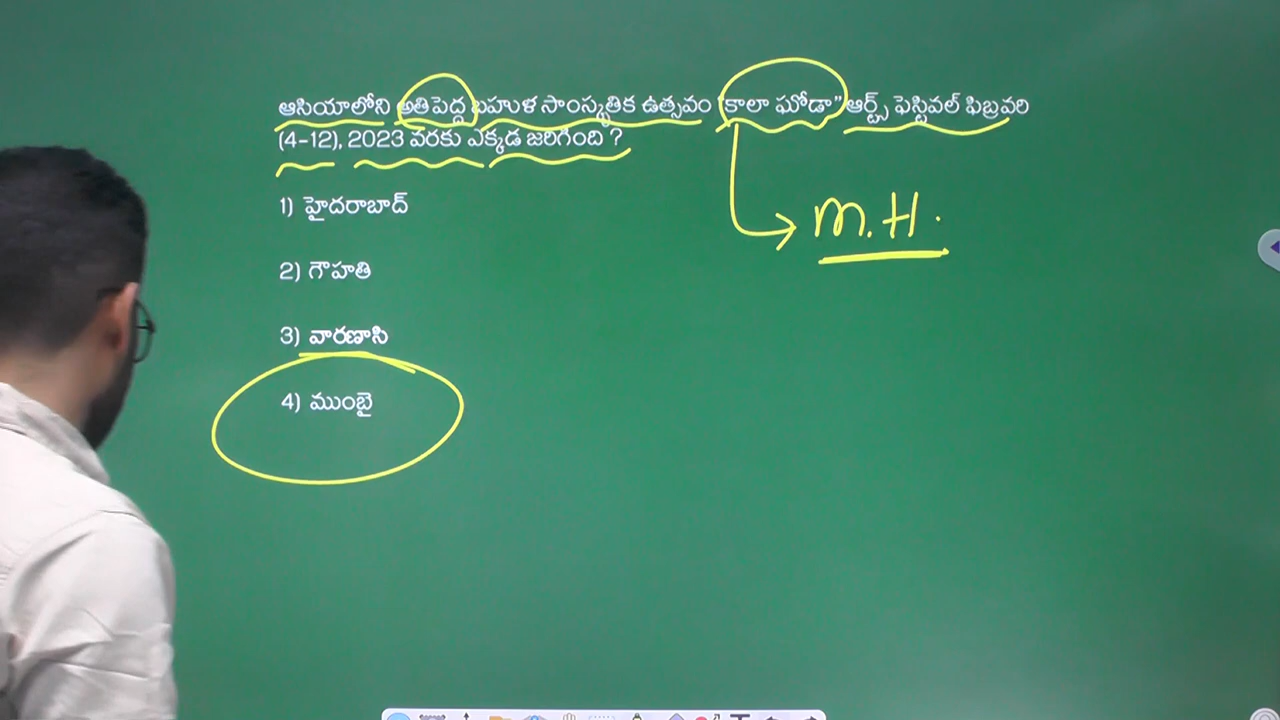 ఆసియాలోని అతిపెద్ద బహుళ సాంస్కృతిక ఉత్సవం "కాలా ఘోడా" ఆర్ట్స్ ఫెస్టివల్ ఫిబ్రవరి
(4-12), 2023 వరకు ఎక్కడ జరిగింది ?
1) హైదరాబాద్
M.H.
2) గౌహతి
3) వారణాసి
4) ముంబై